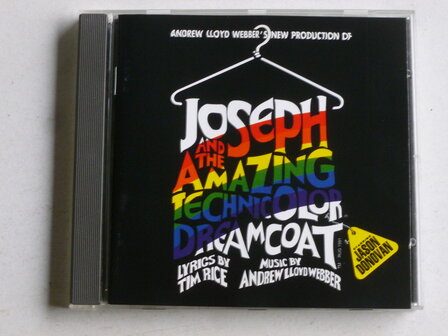 ANDREW LLOYD WEBBER'S NEW PRODUCTION OF
JOSEPH
AND THE
AMAZING
TECHNICOLOR
DREAMCOAT
LYRICS BY
TIM RICE
MUSIC BY
ANDREW LLOYD WEBBER
JASON
DONOVAN